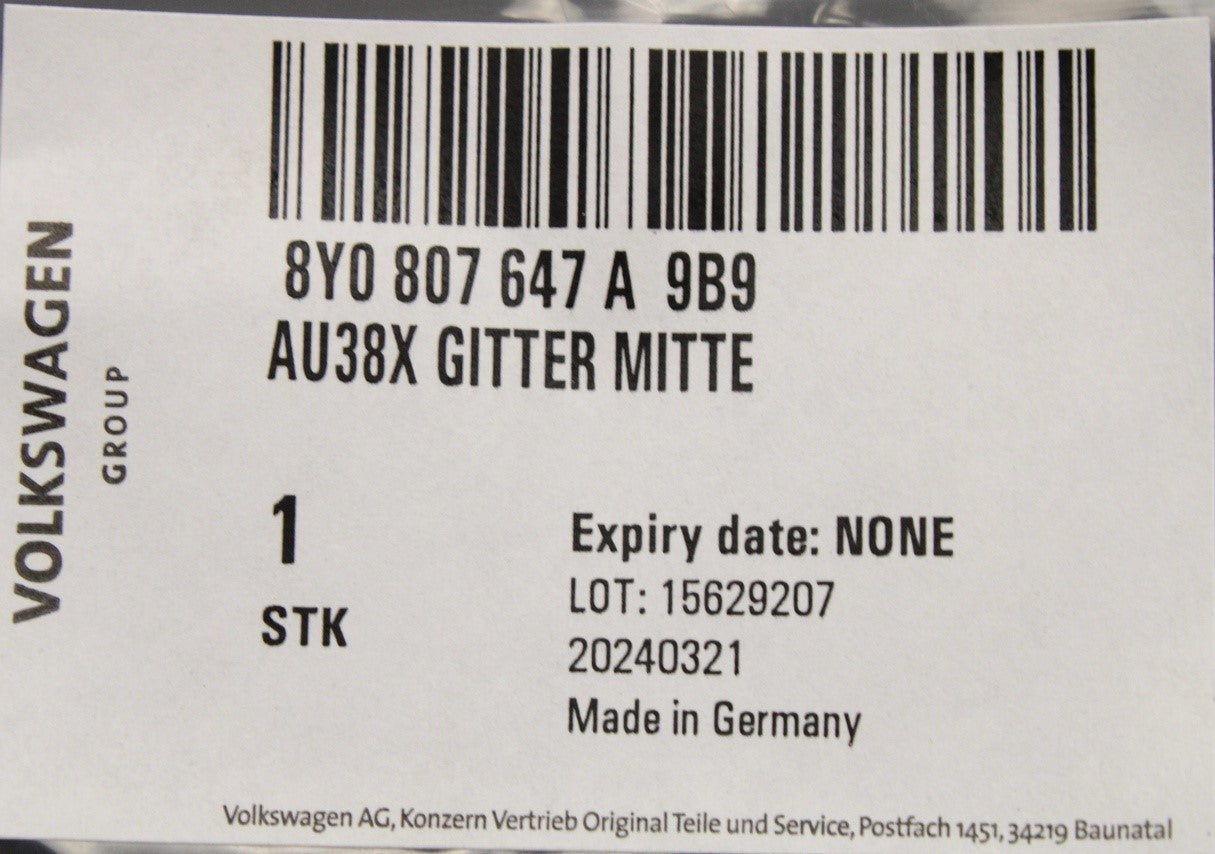 VOLKSWAGEN
GROUP
8Y0 807 647 A 9B9
AU38X GITTER MITTE
1
STK
Expiry date: NONE
LOT: 15629207
20240321
Made in Germany
Volkswagen AG, Konzern Vertrieb Original Teile und Service, Postfach 1451, 34219 Baunatal